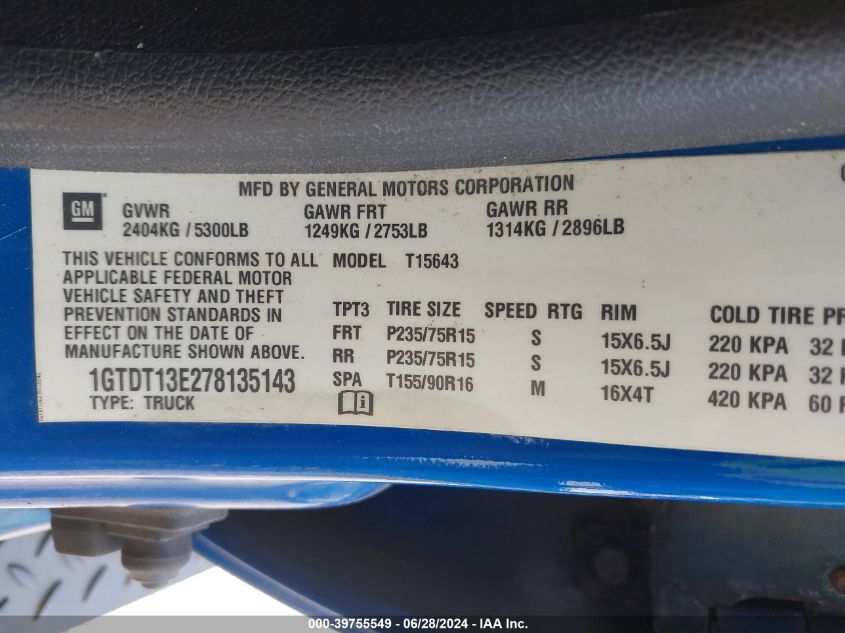 MFD BY GENERAL MOTORS CORPORATION
GM
GVWR GAWR FRT GAWR RR
2404KG / 5300LB 1249KG / 2753LB 1314KG / 2896LB
THIS VEHICLE CONFORMS TO ALL
APPLICABLE FEDERAL MOTOR
VEHICLE SAFETY AND THEFT
PREVENTION STANDARDS IN
EFFECT ON THE DATE OF
MANUFACTURE SHOWN ABOVE.
1GTDT13E278135143
TYPE: TRUCK
MODEL T15643
TPT3 TIRE SIZE SPEED RTG RIM COLD TIRE PR
FRT P235/75R15 S 15X6.5J 220 KPA 32
RR P235/75R15 S 15X6.5J 220 KPA 32
SPA T155/90R16 M 16X4T 420 KPA 60
000-39755549 - 06/28/2024 - IAA Inc.